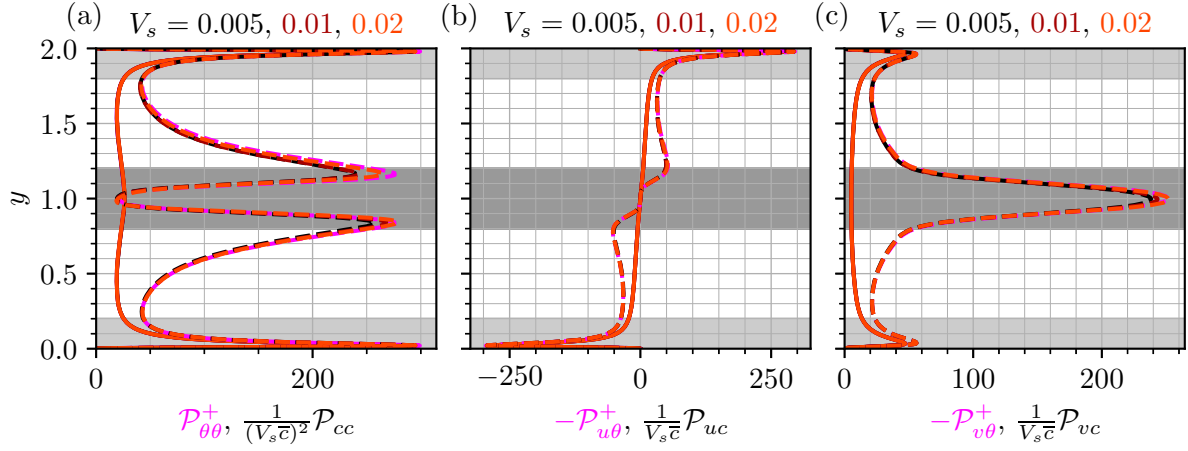 (a) V_s = 0.005, 0.01, 0.02
(b) V_s = 0.005, 0.01, 0.02
(c) V_s = 0.005, 0.01, 0.02
y
2.0
1.5
1.0
0.5
0.0
0 200
−250 0 250
0 100 200
𝒫⁺_θθ, 1/(V_s c̅)² 𝒫_cc
−𝒫⁺_uθ, 1/(V_s c̅) 𝒫_uc
−𝒫⁺_vθ, 1/(V_s c̅) 𝒫_vc